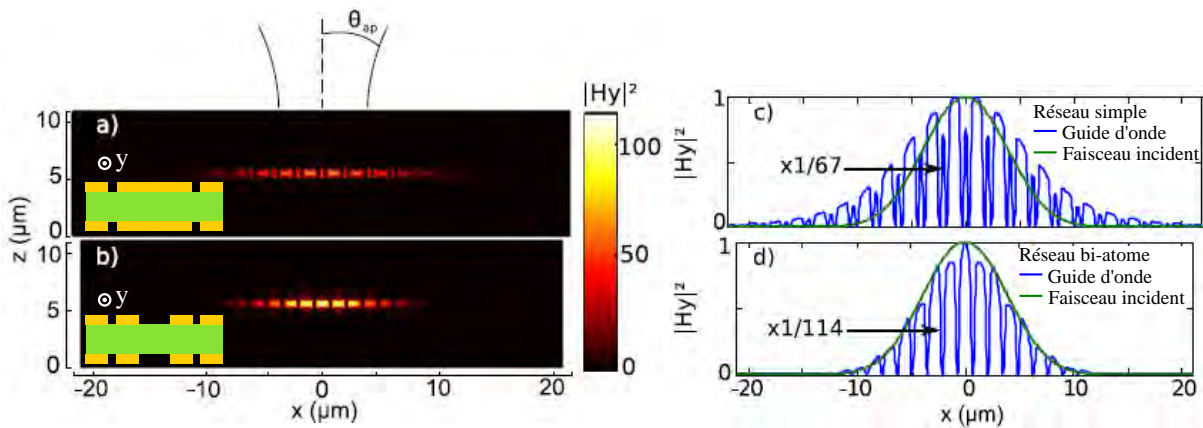 θap
|Hy|²
a)
y
10
5
0
z (µm)
b)
y
10
5
0
−20
−10
0
10
20
x (µm)
100
50
0
c)
Réseau simple
Guide d'onde
Faisceau incident
x1/67
|Hy|²
1
0
d)
Réseau bi-atome
Guide d'onde
Faisceau incident
x1/114
|Hy|²
1
0
−20
−10
0
10
20
x (µm)